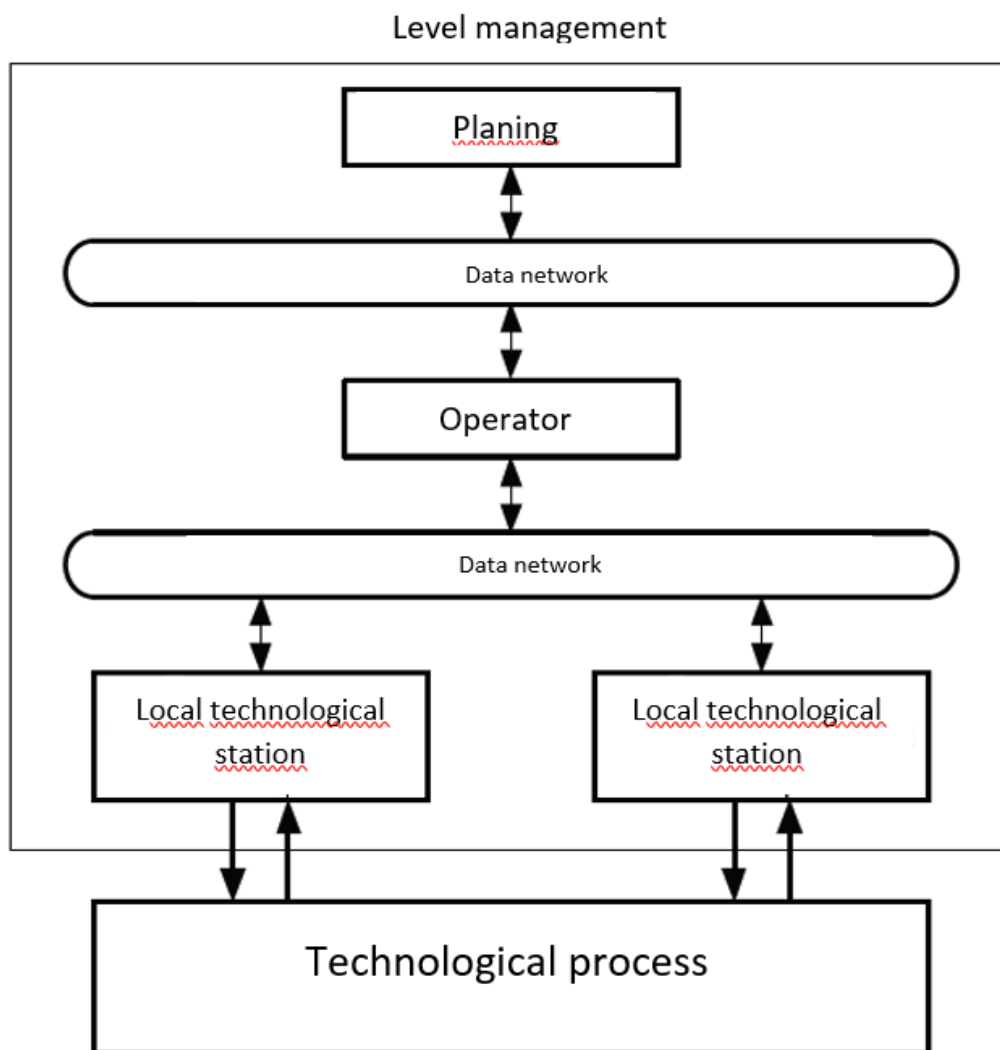 Level management
Planing
Data network
Operator
Data network
Local technological
station
Local technological
station
Technological process